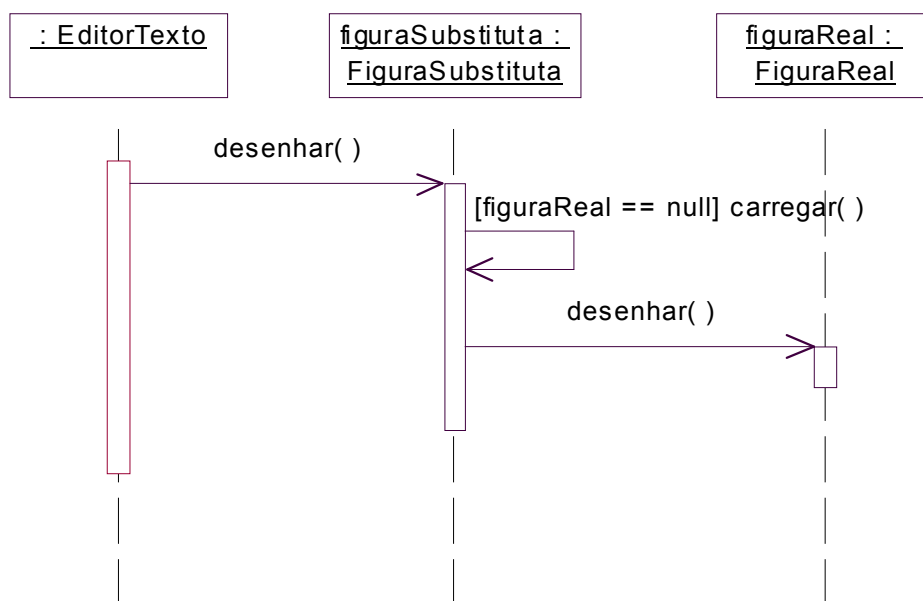 : EditorTexto
figuraSubstituta :
FiguraSubstituta
figuraReal :
FiguraReal
desenhar( )
[figuraReal == null] carregar( )
desenhar( )